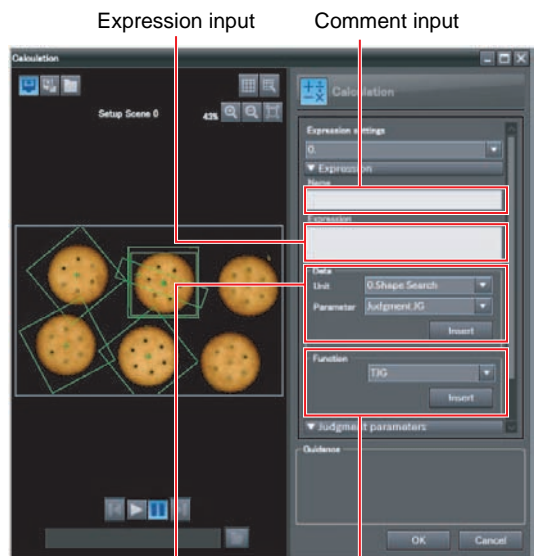 Expression input Comment input
Calculation
Calculation
Setup Scene 0 43%
Expression settings
0.
▼ Expression
Name
Expression
Data
Unit 0.Shape Search
Parameter Judgment JG
Insert
Function
TJG
Insert
▼ Judgment parameters
Guidance
OK Cancel